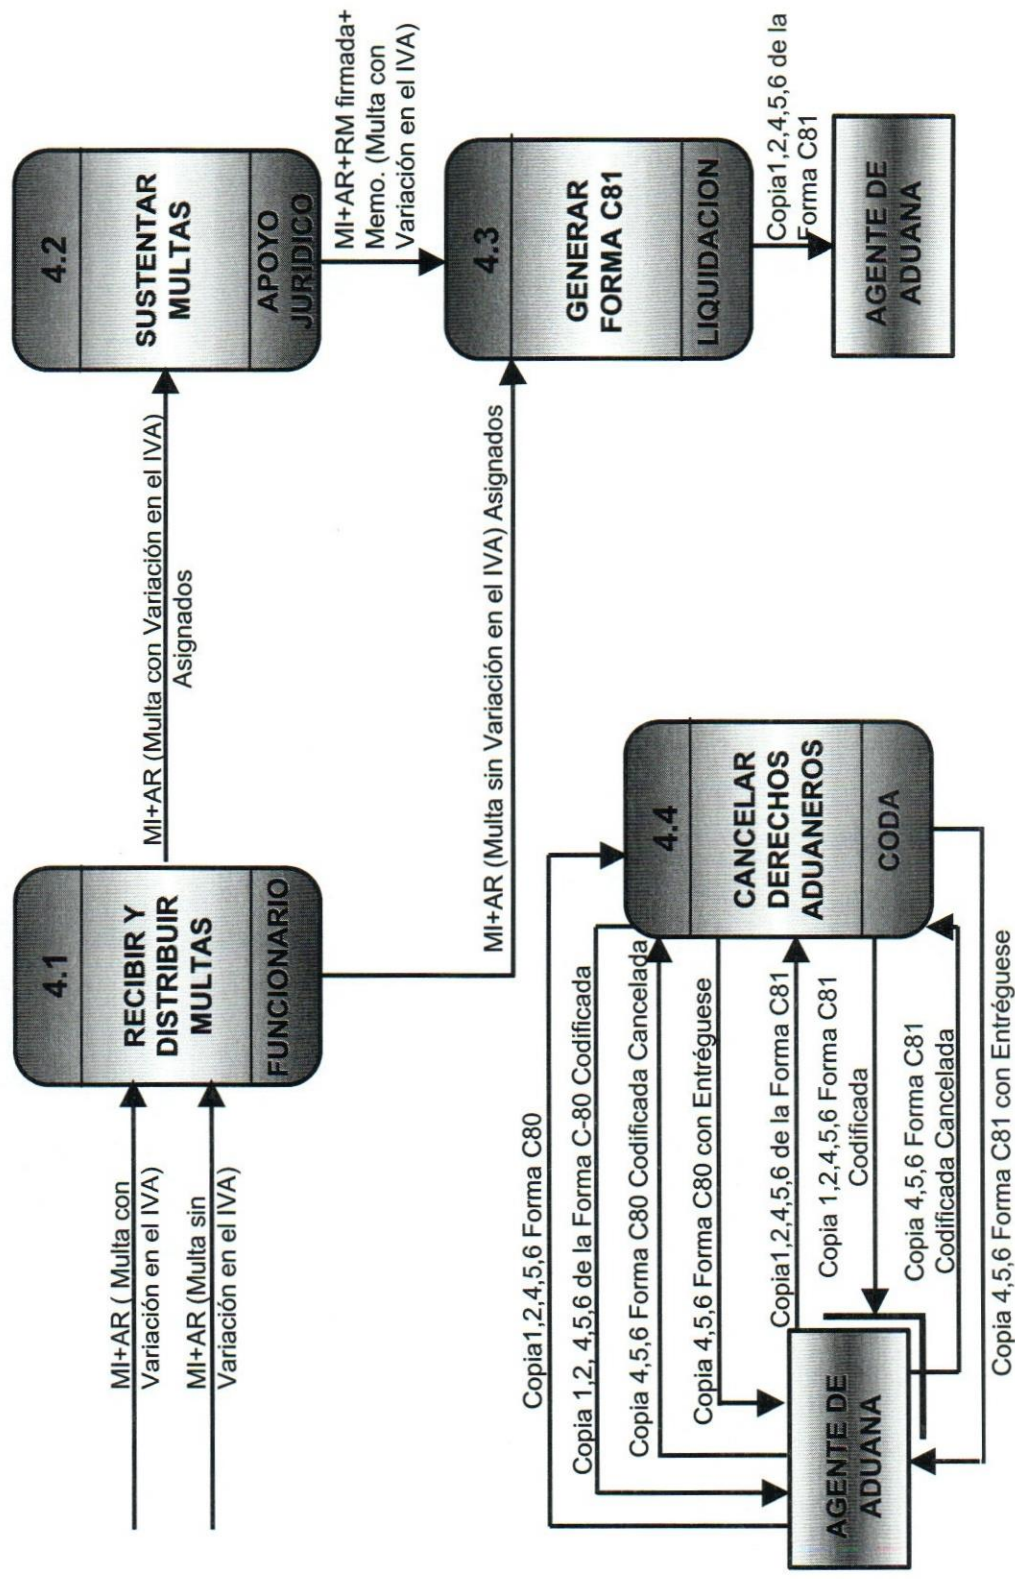 MI+AR ( Multa con
Variación en el IVA)
MI+AR (Multa sin
Variación en el IVA)
4.1
RECIBIR Y
DISTRIBUIR
MULTAS
FUNCIONARIO
MI+AR (Multa con Variación en el IVA)
Asignados
4.2
SUSTENTAR
MULTAS
APOYO
JURIDICO
MI+AR+RM firmada+
Memo. (Multa con
Variación en el IVA)
MI+AR (Multa sin Variación en el IVA) Asignados
4.3
GENERAR
FORMA C81
LIQUIDACION
Copia1,2,4,5,6 de la
Forma C81
AGENTE DE
ADUANA
Copia1,2,4,5,6 Forma C80
Copia 1,2, 4,5,6 de la Forma C-80 Codificada
Copia 4,5,6 Forma C80 Codificada Cancelada
Copia 4,5,6 Forma C80 con Entréguese
Copia1,2,4,5,6 de la Forma C81
Copia 1,2,4,5,6 Forma C81
Codificada
Copia 4,5,6 Forma C81
Codificada Cancelada
Copia 4,5,6 Forma C81 con Entréguese
AGENTE DE
ADUANA
4.4
CANCELAR
DERECHOS
ADUANEROS
CODA